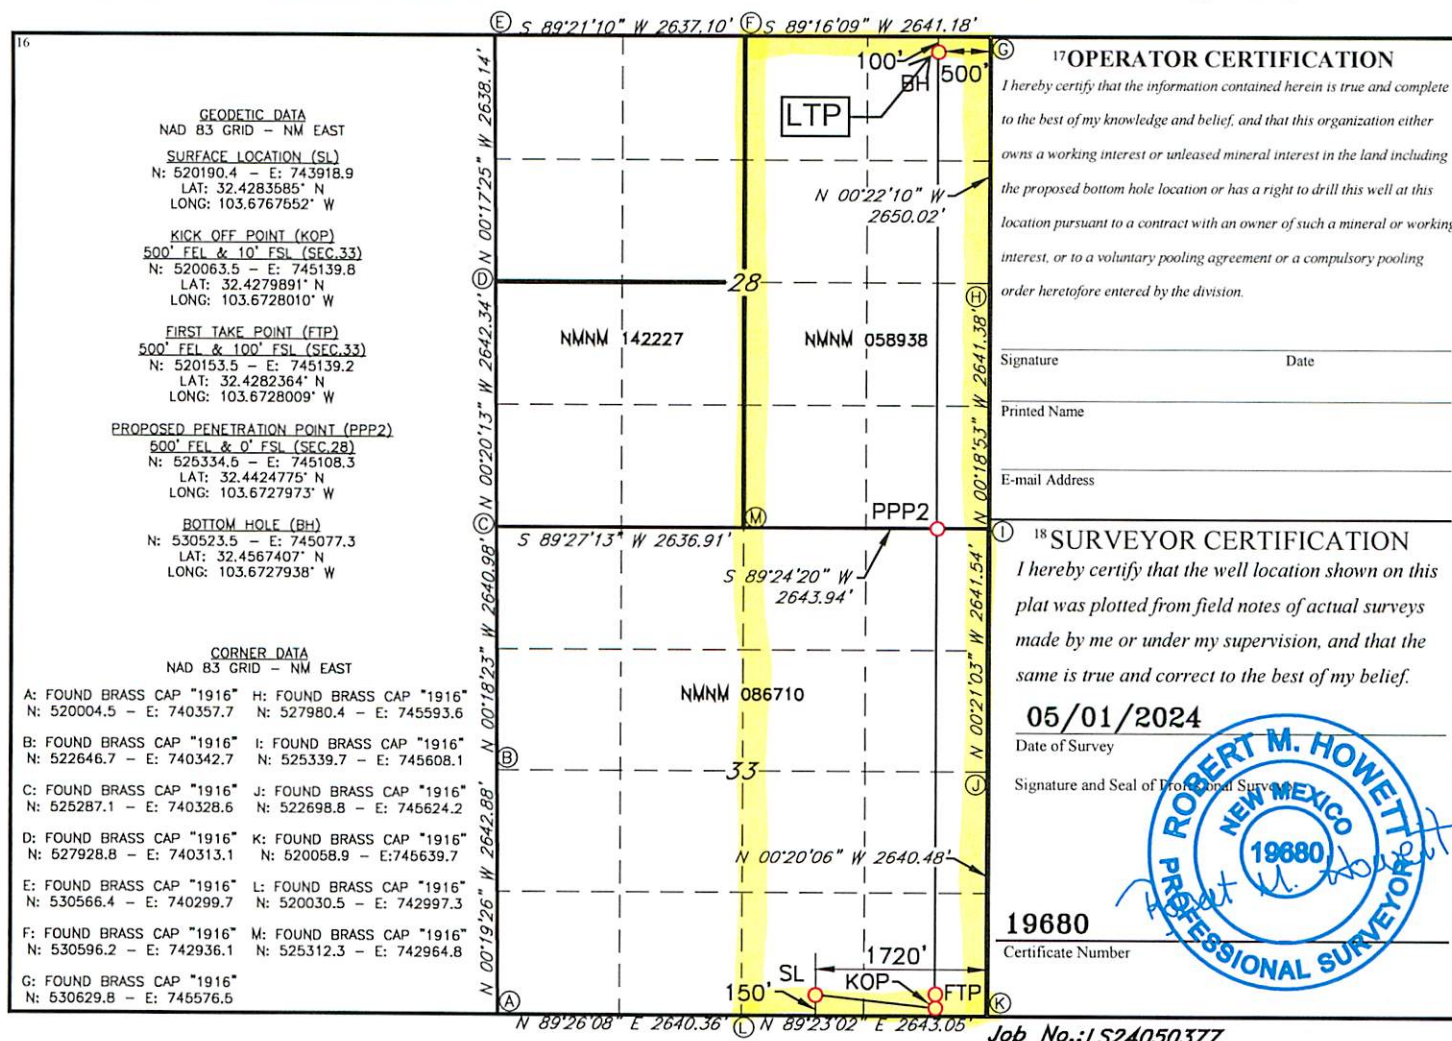 16
GEODETIC DATA
NAD 83 GRID – NM EAST
SURFACE LOCATION (SL)
N: 520190.4 – E: 743918.9
LAT: 32.4283585° N
LONG: 103.6767552° W
KICK OFF POINT (KOP)
500' FEL & 10' FSL (SEC.33)
N: 520063.5 – E: 745139.8
LAT: 32.4279891° N
LONG: 103.6728010° W
FIRST TAKE POINT (FTP)
500' FEL & 100' FSL (SEC.33)
N: 520153.5 – E: 745139.2
LAT: 32.4282364° N
LONG: 103.6728009° W
PROPOSED PENETRATION POINT (PPP2)
500' FEL & 0' FSL (SEC.28)
N: 525334.5 – E: 745108.3
LAT: 32.4424775° N
LONG: 103.6727973° W
BOTTOM HOLE (BH)
N: 530523.5 – E: 745077.3
LAT: 32.4567407° N
LONG: 103.6727938° W
CORNER DATA
NAD 83 GRID – NM EAST
A: FOUND BRASS CAP "1916"
N: 520004.5 – E: 740357.7
B: FOUND BRASS CAP "1916"
N: 522646.7 – E: 740342.7
C: FOUND BRASS CAP "1916"
N: 525287.1 – E: 740328.6
D: FOUND BRASS CAP "1916"
N: 527928.8 – E: 740313.1
E: FOUND BRASS CAP "1916"
N: 530566.4 – E: 740299.7
F: FOUND BRASS CAP "1916"
N: 530596.2 – E: 742936.1
G: FOUND BRASS CAP "1916"
N: 530629.8 – E: 745576.5
H: FOUND BRASS CAP "1916"
N: 527980.4 – E: 745593.6
I: FOUND BRASS CAP "1916"
N: 525339.7 – E: 745608.1
J: FOUND BRASS CAP "1916"
N: 522698.8 – E: 745624.2
K: FOUND BRASS CAP "1916"
N: 520058.9 – E:745639.7
L: FOUND BRASS CAP "1916"
N: 520030.5 – E: 742997.3
M: FOUND BRASS CAP "1916"
N: 525312.3 – E: 742964.8
E
S 89°21'10" W 2637.10'
F
S 89°16'09" W 2641.18'
G
100'
BH
500'
LTP
N 00°17'25" W 2638.14'
N 00°22'10" W
2650.02'
D
28
H
NMNM 142227
NMNM 058938
N 00°20'13" W 2642.34'
N 00°18'53" W 2641.38'
C
M
PPP2
I
S 89°27'13" W 2636.91'
S 89°24'20" W
2643.94'
N 00°18'23" W 2640.98'
N 00°21'03" W 2641.54'
NMNM 086710
B
33
J
N 00°19'26" W 2642.88'
N 00°20'06" W 2640.48'
1720'
SL
KOP
150'
FTP
A
K
N 89°26'08" E 2640.36'
L
N 89°23'02" E 2643.05'
17 OPERATOR CERTIFICATION
I hereby certify that the information contained herein is true and complete
to the best of my knowledge and belief, and that this organization either
owns a working interest or unleased mineral interest in the land including
the proposed bottom hole location or has a right to drill this well at this
location pursuant to a contract with an owner of such a mineral or working
interest, or to a voluntary pooling agreement or a compulsory pooling
order heretofore entered by the division.
Signature Date
Printed Name
E-mail Address
18 SURVEYOR CERTIFICATION
I hereby certify that the well location shown on this
plat was plotted from field notes of actual surveys
made by me or under my supervision, and that the
same is true and correct to the best of my belief.
05/01/2024
Date of Survey
Signature and Seal of Professional Surveyor:
ROBERT M. HOWETT
NEW MEXICO
19680
PROFESSIONAL SURVEYOR
Robert M. Howett
19680
Certificate Number
Job No.:LS24050377